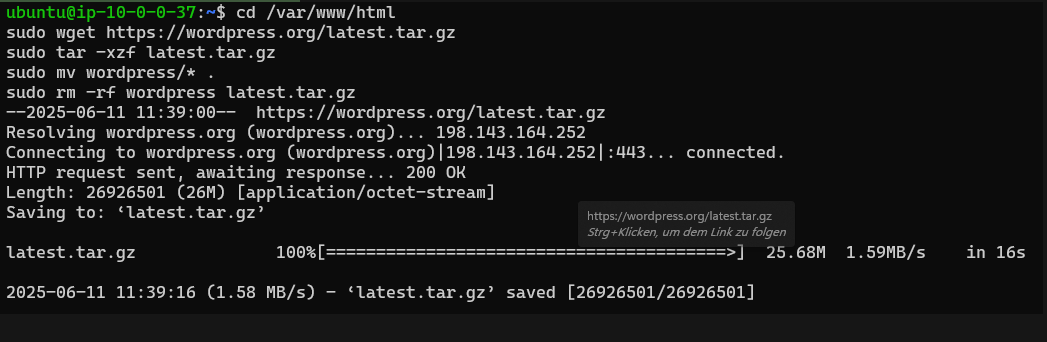 ubuntu@ip-10-0-0-37:~$ cd /var/www/html
sudo wget https://wordpress.org/latest.tar.gz
sudo tar -xzf latest.tar.gz
sudo mv wordpress/* .
sudo rm -rf wordpress latest.tar.gz
--2025-06-11 11:39:00--  https://wordpress.org/latest.tar.gz
Resolving wordpress.org (wordpress.org)... 198.143.164.252
Connecting to wordpress.org (wordpress.org)|198.143.164.252|:443... connected.
HTTP request sent, awaiting response... 200 OK
Length: 26926501 (26M) [application/octet-stream]
Saving to: ‘latest.tar.gz’
https://wordpress.org/latest.tar.gz
Strg+Klicken, um dem Link zu folgen
latest.tar.gz              100%[========================================>]  25.68M  1.59MB/s    in 16s
2025-06-11 11:39:16 (1.58 MB/s) - ‘latest.tar.gz’ saved [26926501/26926501]